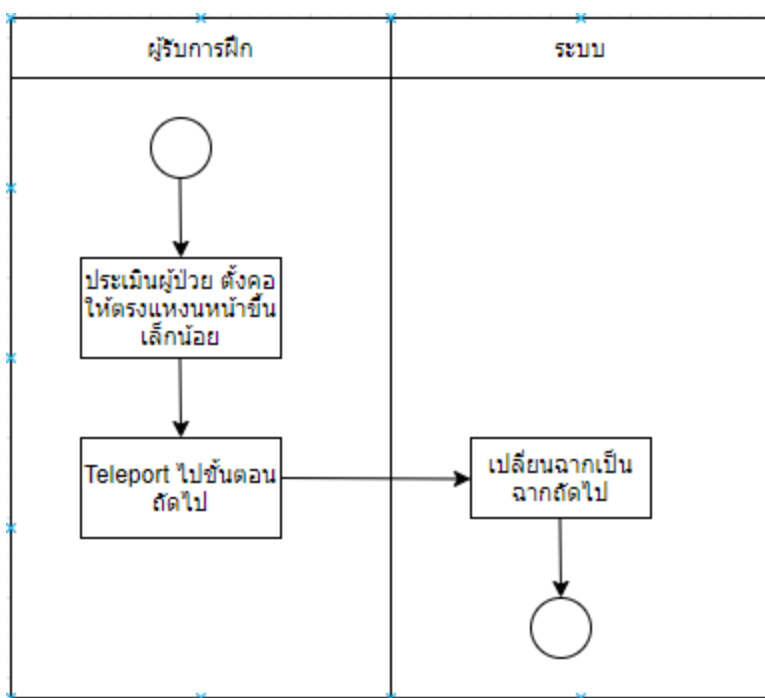 ผู้รับการฝึก
ระบบ
ประเมินผู้ป่วย ตั้งคอ
ให้ตรงแหงนหน้าขึ้น
เล็กน้อย
Teleport ไปขั้นตอน
ถัดไป
เปลี่ยนฉากเป็น
ฉากถัดไป